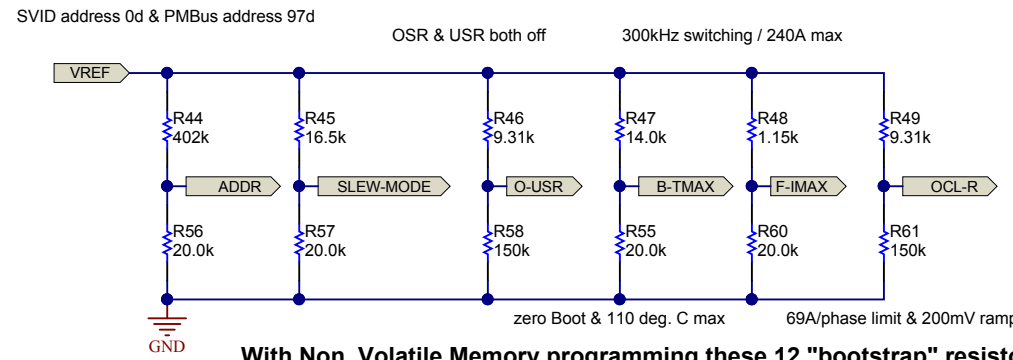 SVID address 0d & PMBus address 97d
OSR & USR both off
300kHz switching / 240A max
VREF
R44
402k
R45
16.5k
R46
9.31k
R47
14.0k
R48
1.15k
R49
9.31k
ADDR
SLEW-MODE
O-USR
B-TMAX
F-IMAX
OCL-R
R56
20.0k
R57
20.0k
R58
150k
R55
20.0k
R60
20.0k
R61
150k
zero Boot & 110 deg. C max
69A/phase limit & 200mV ramp
GND
With Non Volatile Memory programming these 12 "bootstrap"